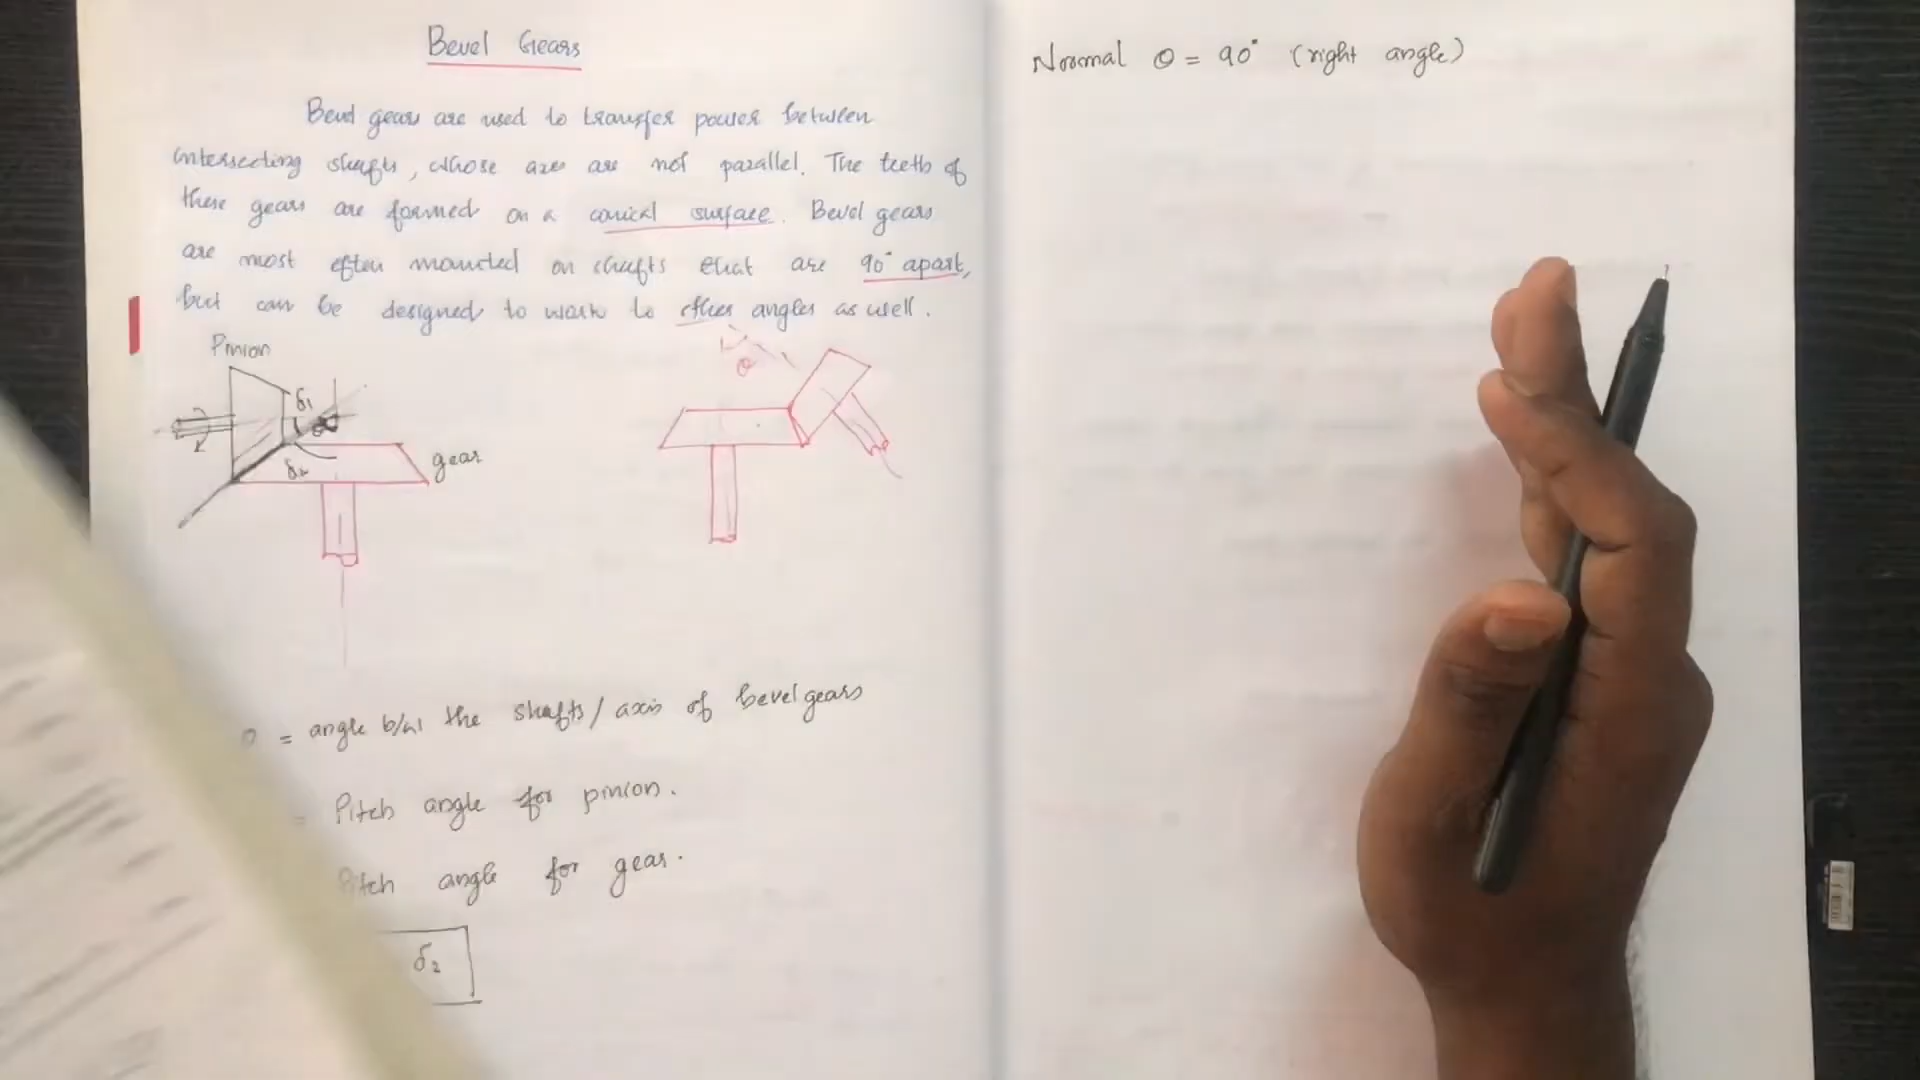 Bevel Gears
Bevel gears are used to transfer power between
intersecting shafts, whose axes are not parallel. The teeth of
these gears are formed on a conical surface. Bevel gears
are most often mounted on shafts that are 90° apart,
but can be designed to work to other angles as well.
Pinion
δ1
θ
δ2
gear
θ
θ = angle b/w the shafts / axis of bevel gears
= Pitch angle for pinion.
Pitch angle for gear.
δ2
Normal θ = 90° (right angle)